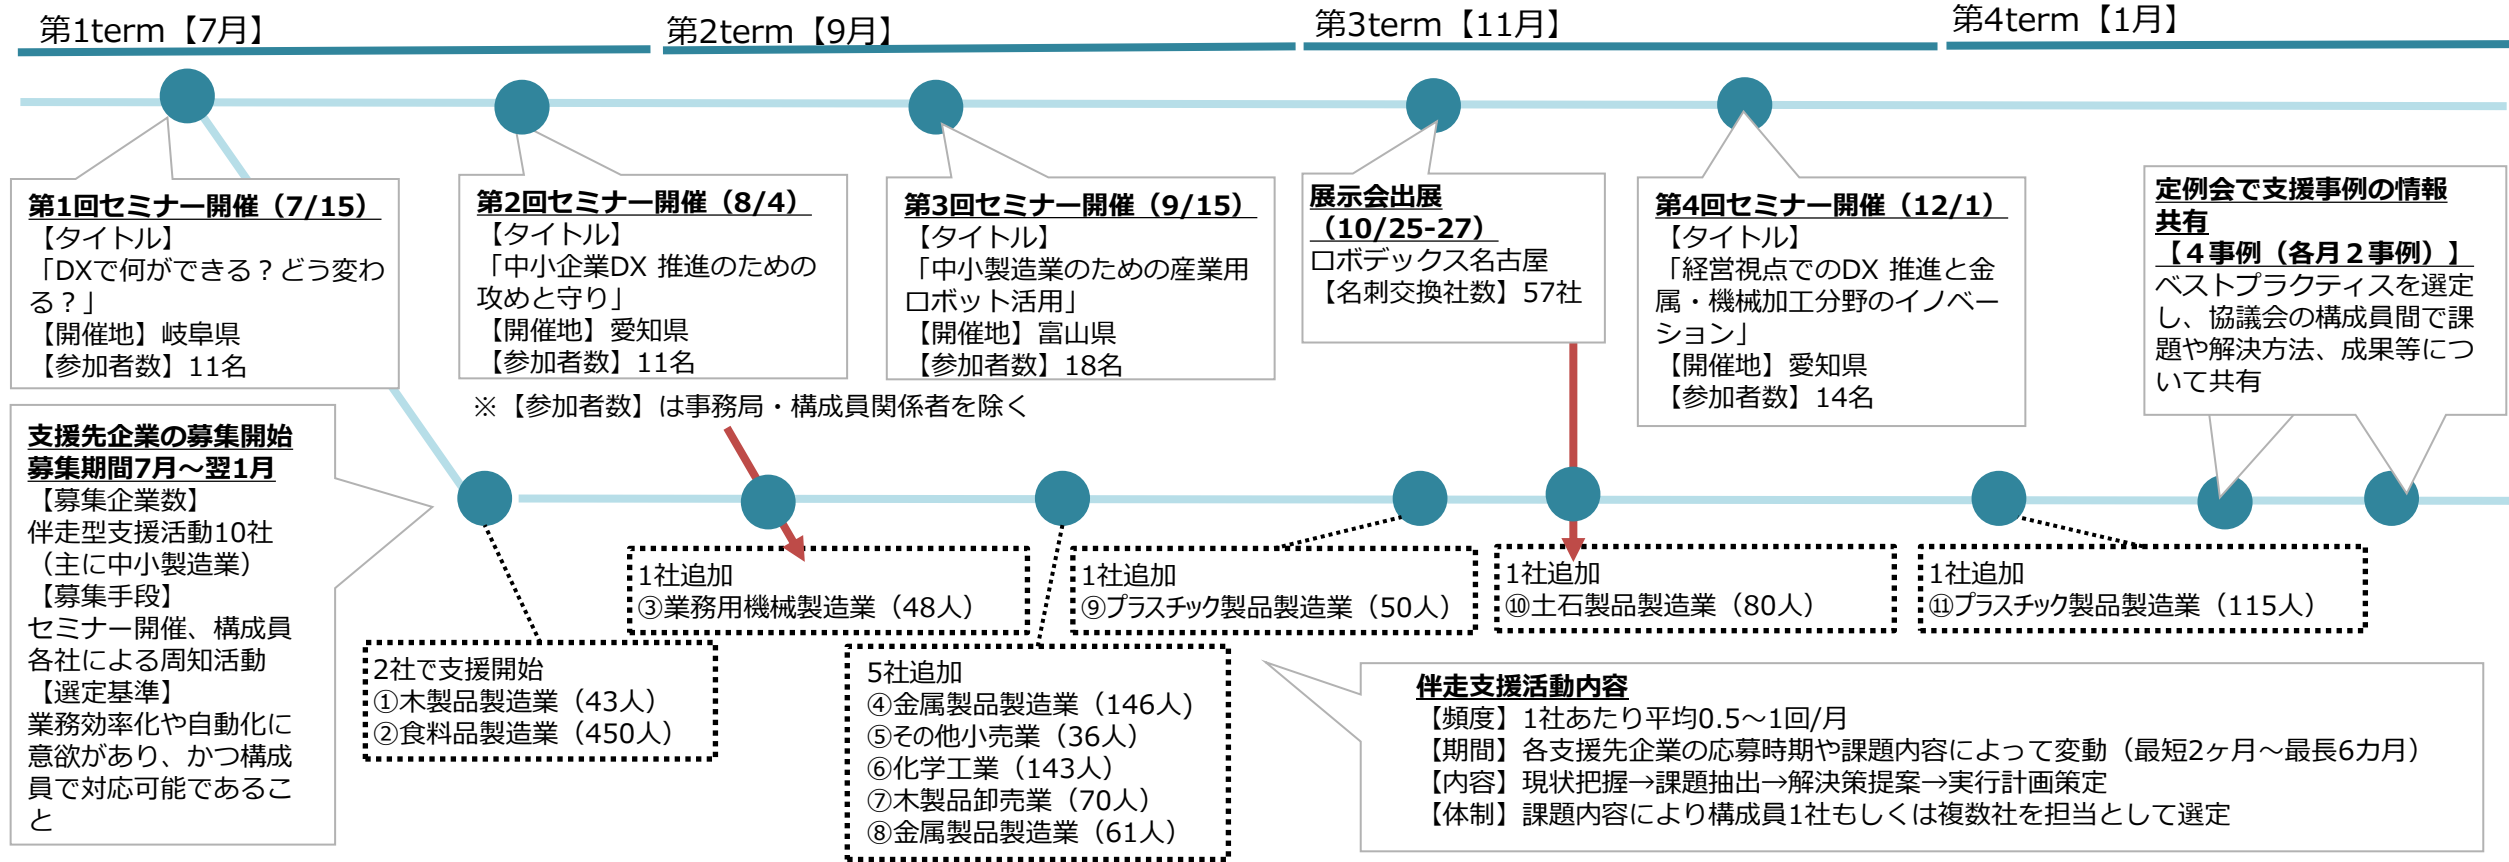 第1term【7月】
第2term【9月】
第3term【11月】
第4term【1月】
第1回セミナー開催（7/15）
【タイトル】
「DXで何ができる？どう変わ
る？」
【開催地】岐阜県
【参加者数】11名
第2回セミナー開催（8/4）
【タイトル】
「中小企業DX 推進のための
攻めと守り」
【開催地】愛知県
【参加者数】11名
※【参加者数】は事務局・構成員関係者を除く
第3回セミナー開催（9/15）
【タイトル】
「中小製造業のための産業用
ロボット活用」
【開催地】富山県
【参加者数】18名
展示会出展
（10/25-27）
ロボデックス名古屋
【名刺交換社数】57社
第4回セミナー開催（12/1）
【タイトル】
「経営視点でのDX 推進と金
属・機械加工分野のイノベー
ション」
【開催地】愛知県
【参加者数】14名
定例会で支援事例の情報
共有
【４事例（各月２事例）】
ベストプラクティスを選定
し、協議会の構成員間で課
題や解決方法、成果等につ
いて共有
支援先企業の募集開始
募集期間7月～翌1月
【募集企業数】
伴走型支援活動10社
（主に中小製造業）
【募集手段】
セミナー開催、構成員
各社による周知活動
【選定基準】
業務効率化や自動化に
意欲があり、かつ構成
員で対応可能であるこ
と
2社で支援開始
①木製品製造業（43人）
②食料品製造業（450人）
1社追加
③業務用機械製造業（48人）
5社追加
④金属製品製造業（146人)
⑤その他小売業（36人）
⑥化学工業（143人）
⑦木製品卸売業（70人）
⑧金属製品製造業（61人）
1社追加
⑨プラスチック製品製造業（50人）
1社追加
⑩土石製品製造業（80人）
1社追加
⑪プラスチック製品製造業（115人）
伴走支援活動内容
【頻度】1社あたり平均0.5～1回/月
【期間】各支援先企業の応募時期や課題内容によって変動（最短2ヶ月～最長6カ月）
【内容】現状把握→課題抽出→解決策提案→実行計画策定
【体制】課題内容により構成員1社もしくは複数社を担当として選定